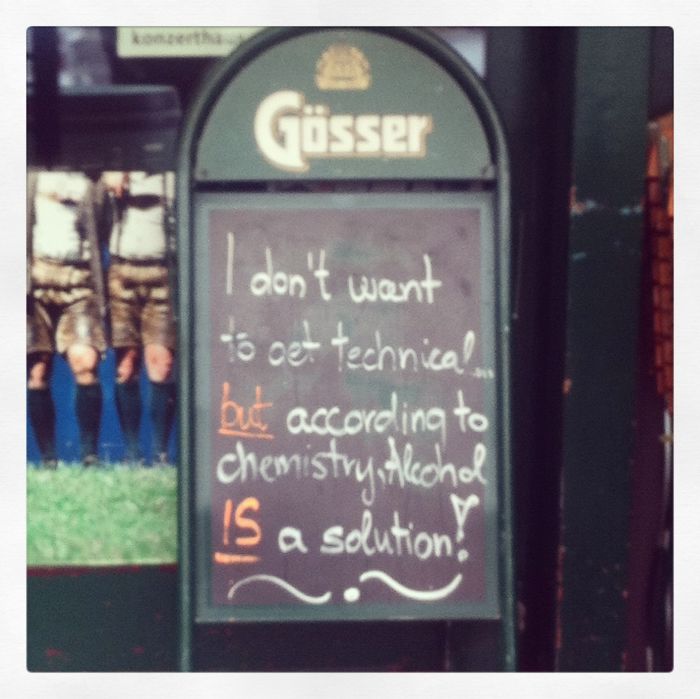 Gösser
I don't want
to get technical...
but according to
chemistry, Alcohol
IS a solution!